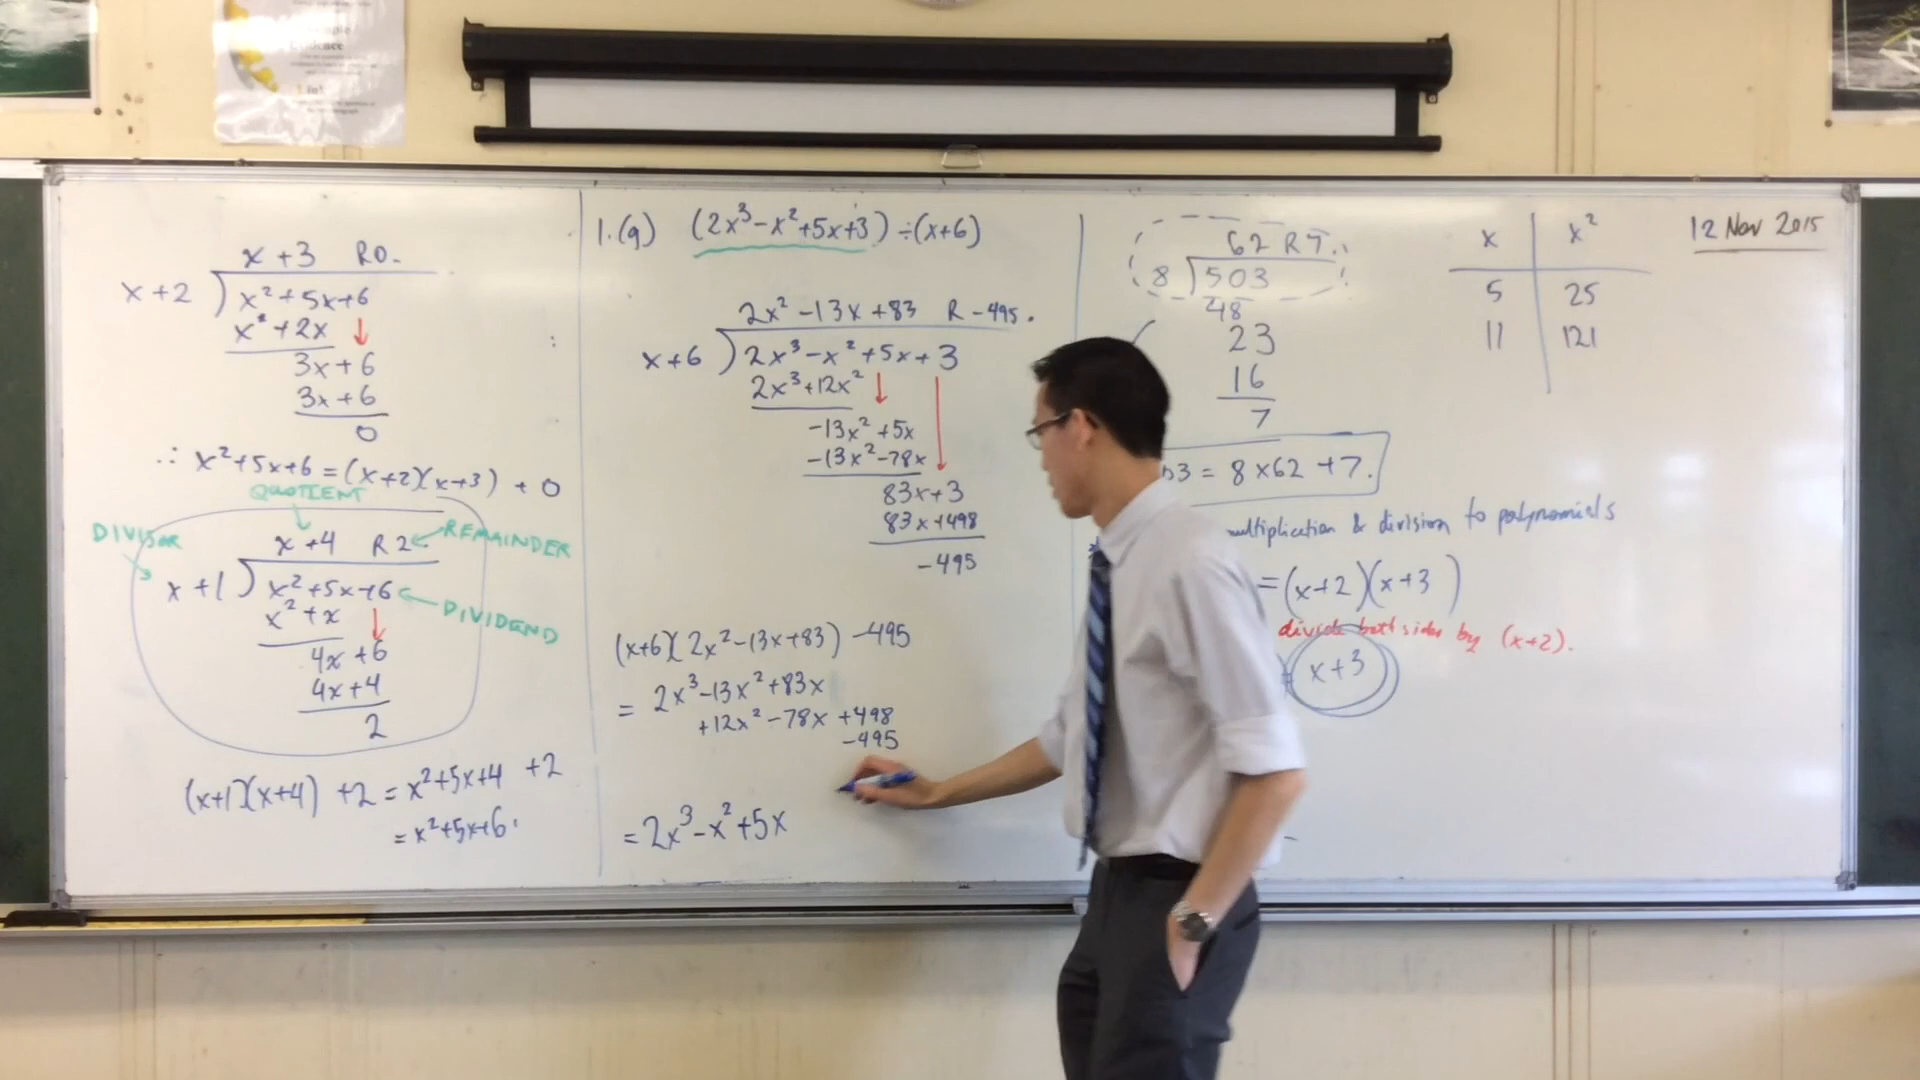 x + 3 R0.
x + 2 ) x² + 5x + 6
x² + 2x
3x + 6
3x + 6
0
∴ x² + 5x + 6 = (x+2)(x+3) + 0
QUOTIENT
DIVISOR
x + 4 R 2
REMAINDER
x + 1 ) x² + 5x + 6
DIVIDEND
x² + x
4x + 6
4x + 4
2
(x+1)(x+4) + 2 = x² + 5x + 4 + 2
= x² + 5x + 6.
1.(g) (2x³ - x² + 5x + 3) ÷ (x+6)
2x² - 13x + 83 R - 495.
x + 6 ) 2x³ - x² + 5x + 3
2x³ + 12x²
-13x² + 5x
-13x² - 78x
83x + 3
83x + 498
-495
(x+6)(2x² - 13x + 83) - 495
= 2x³ - 13x² + 83x
+ 12x² - 78x + 498
- 495
= 2x³ - x² + 5x
62 R 7.
8 ) 503
48
23
16
7
03 = 8 x 62 + 7.
multiplication & division to polynomials
= (x+2)(x+3)
divide both sides by (x+2).
x + 3
x x²
5 25
11 121
12 Nov 2015